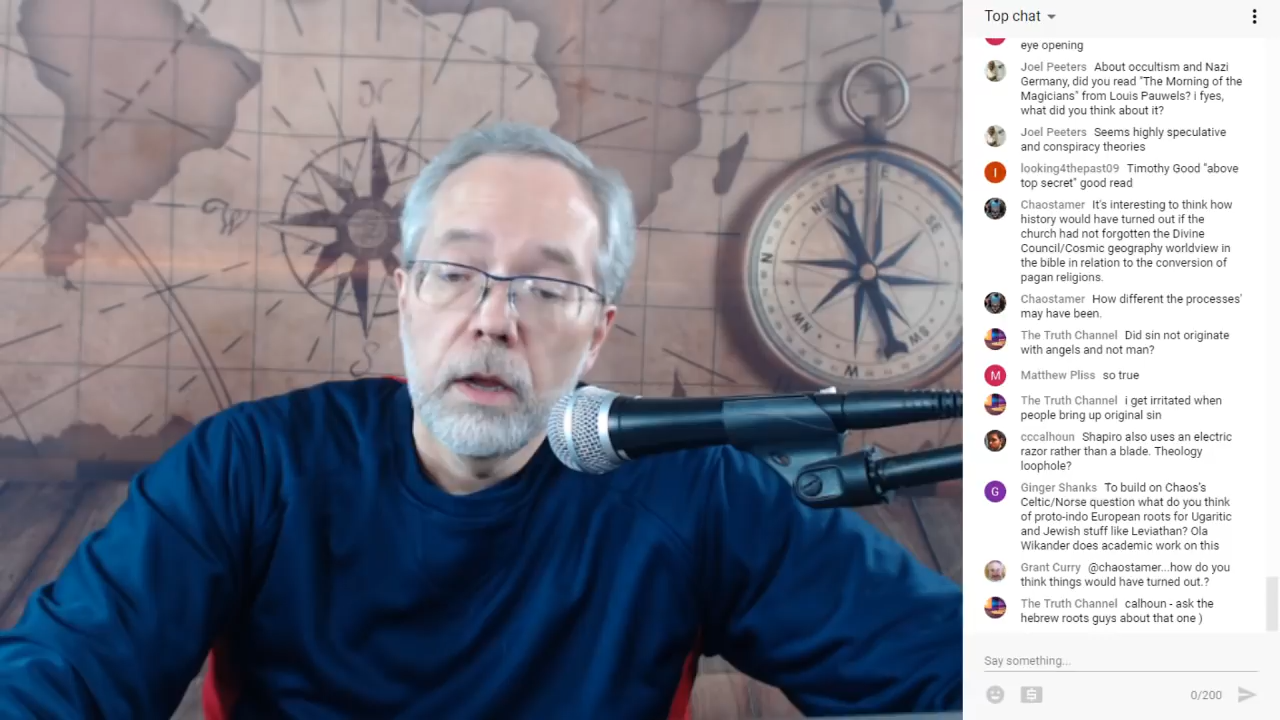 Top chat
eye opening
Joel Peeters About occultism and Nazi
Germany, did you read "The Morning of the
Magicians" from Louis Pauwels? i fyes,
what did you think about it?
Joel Peeters Seems highly speculative
and conspiracy theories
I looking4thepast09 Timothy Good "above
top secret" good read
Chaostamer It's interesting to think how
history would have turned out if the
church had not forgotten the Divine
Council/Cosmic geography worldview in
the bible in relation to the conversion of
pagan religions.
Chaostamer How different the processes'
may have been.
The Truth Channel Did sin not originate
with angels and not man?
M Matthew Pliss so true
The Truth Channel i get irritated when
people bring up original sin
cccalhoun Shapiro also uses an electric
razor rather than a blade. Theology
loophole?
G Ginger Shanks To build on Chaos's
Celtic/Norse question what do you think
of proto-indo European roots for Ugaritic
and Jewish stuff like Leviathan? Ola
Wikander does academic work on this
Grant Curry @chaostamer...how do you
think things would have turned out.?
The Truth Channel calhoun - ask the
hebrew roots guys about that one )
Say something...
0/200
N
W
S
E
NE
SE
N
NW
W
SW
S